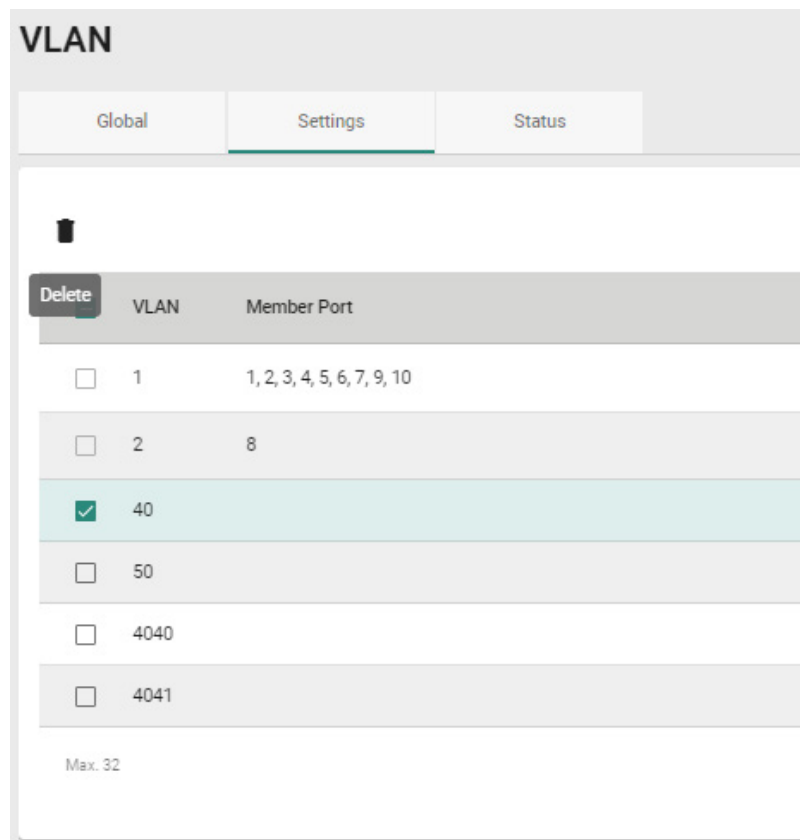 VLAN
Global Settings Status
Delete
VLAN Member Port
1 1, 2, 3, 4, 5, 6, 7, 9, 10
2 8
40
50
4040
4041
Max. 32